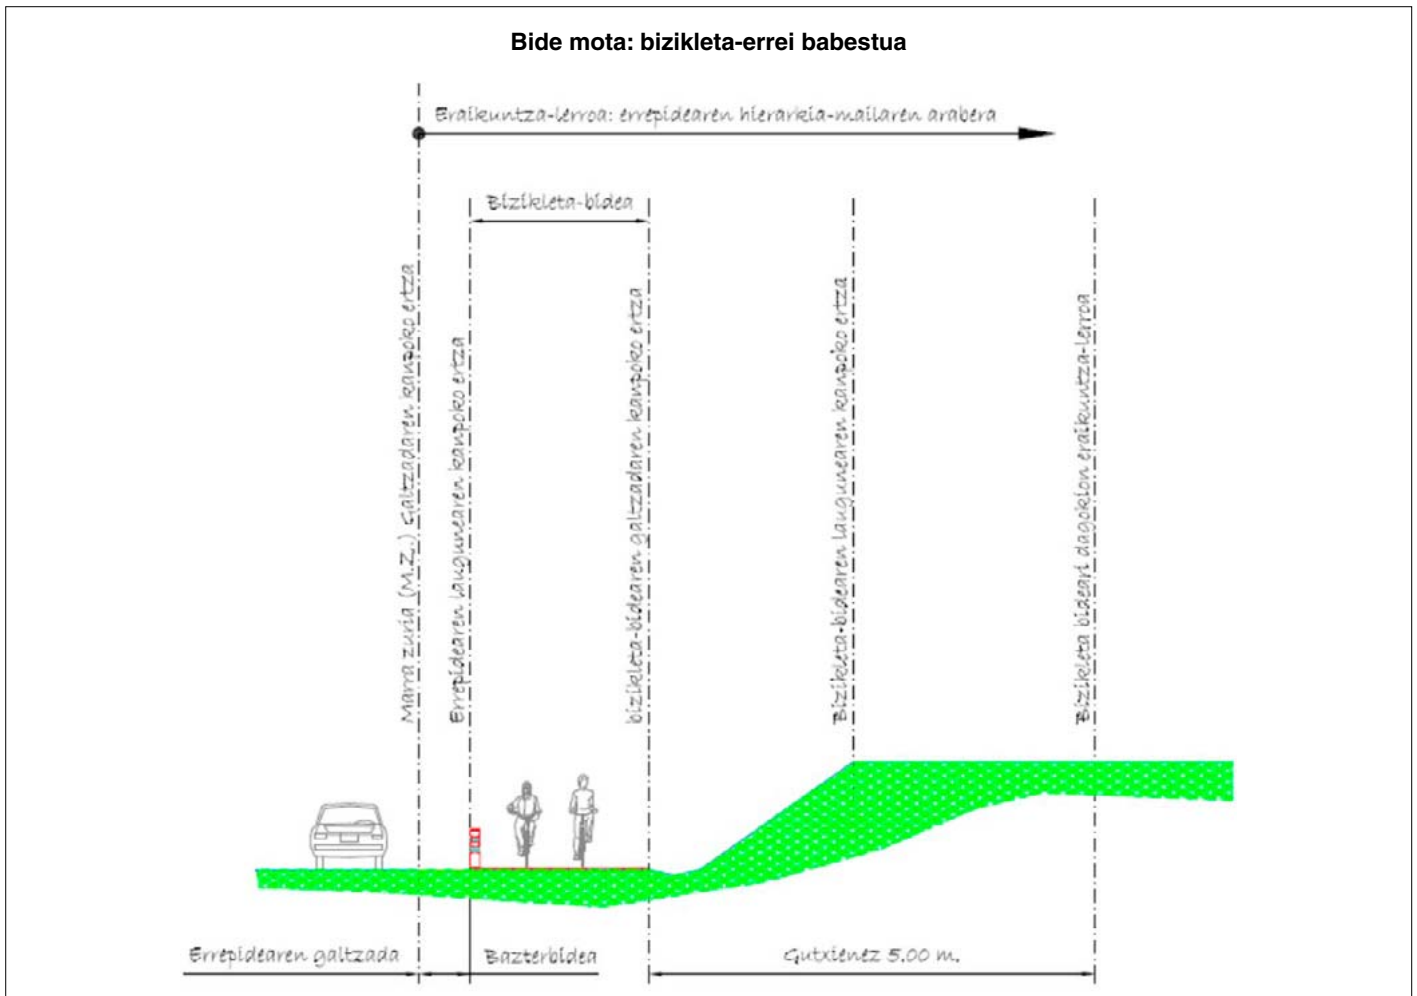 Bide mota: bizikleta-errei babestua
Eraikuntza-lerroa: errepidearen hierarkia-mailaren arabera
Bizikleta-bidea
Marra zuria (M.Z.) Galtzadaren kanpoko ertza
Errepidearen laugunearen kanpoko ertza
bizikleta-bidearen galtzadaren kanpoko ertza
Bizikleta-bidearen laugunearen kanpoko ertza
Bizikleta bideari dagokion eraikuntza-lerroa
Errepidearen galtzada
Bazterbidea
Gutxienez 5.00 m.